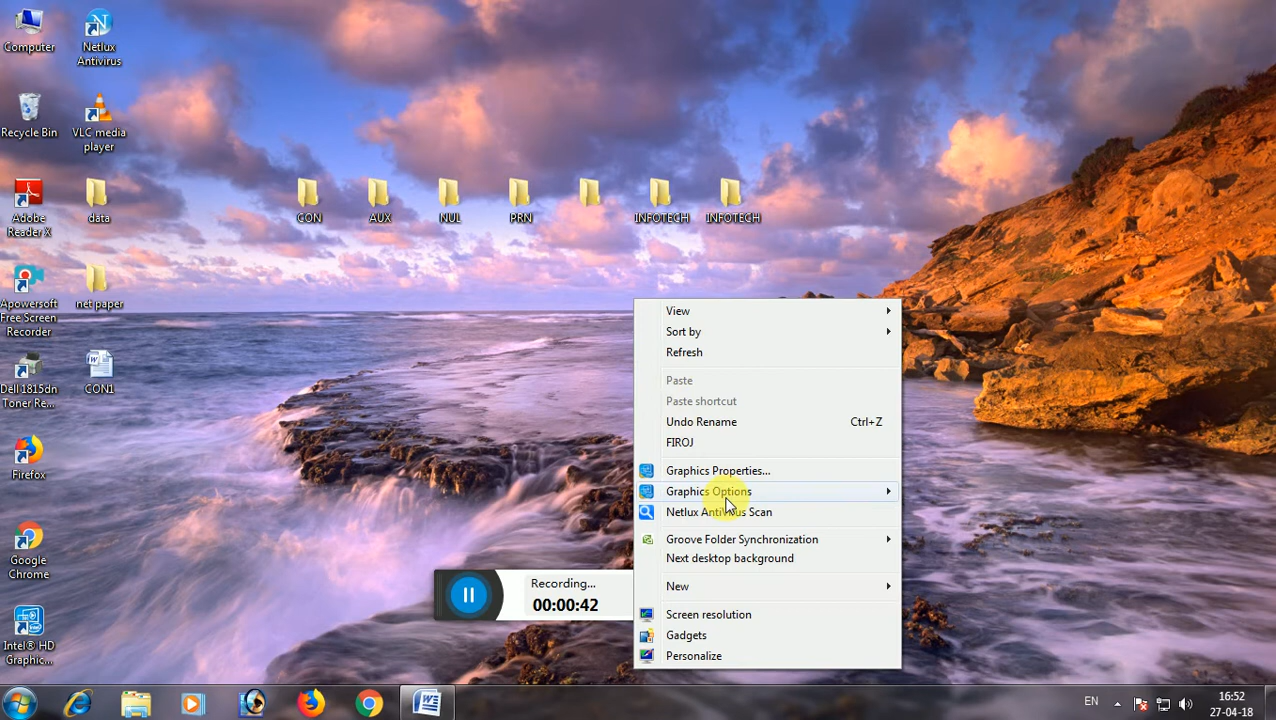 Computer
Netlux
Antivirus
Recycle Bin
VLC media
player
Adobe
Reader X
data
CON
AUX
NUL
PRN
INFOTECH
INFOTECH
Apowersoft
Free Screen
Recorder
net paper
Dell 1815dn
Toner Re...
CON1
Firefox
Google
Chrome
Intel® HD
Graphic...
View
Sort by
Refresh
Paste
Paste shortcut
Undo Rename Ctrl+Z
FIROJ
Graphics Properties...
Graphics Options
Netlux AntiVirus Scan
Groove Folder Synchronization
Next desktop background
New
Screen resolution
Gadgets
Personalize
Recording...
00:00:42
EN
16:52
27-04-18